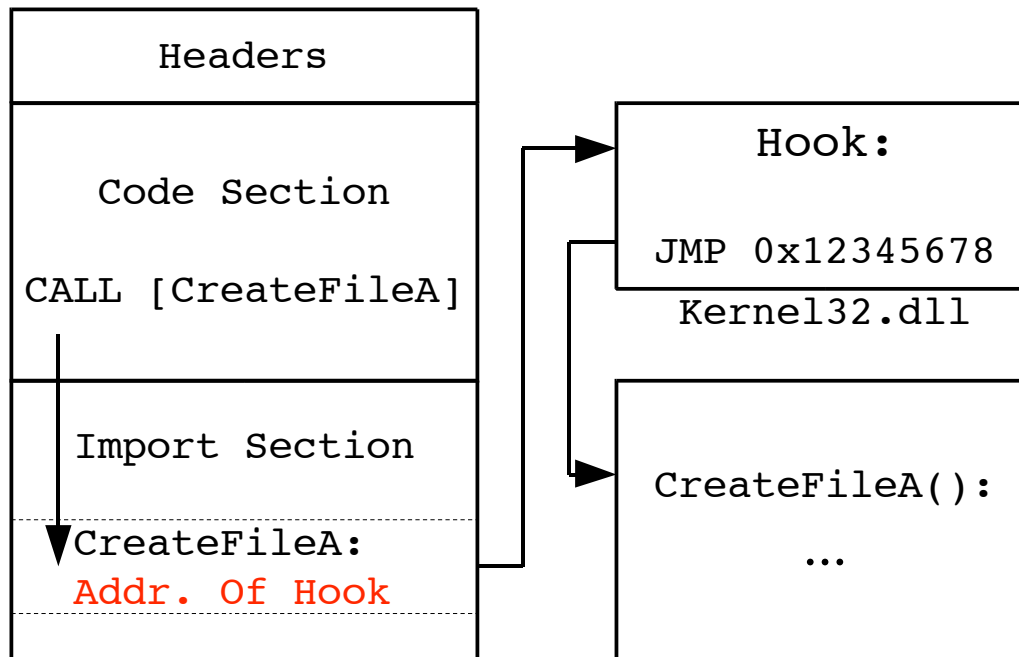 Headers
Code Section
CALL [CreateFileA]
Import Section
CreateFileA:
Addr. Of Hook
Hook:
JMP 0x12345678
Kernel32.dll
CreateFileA():
...